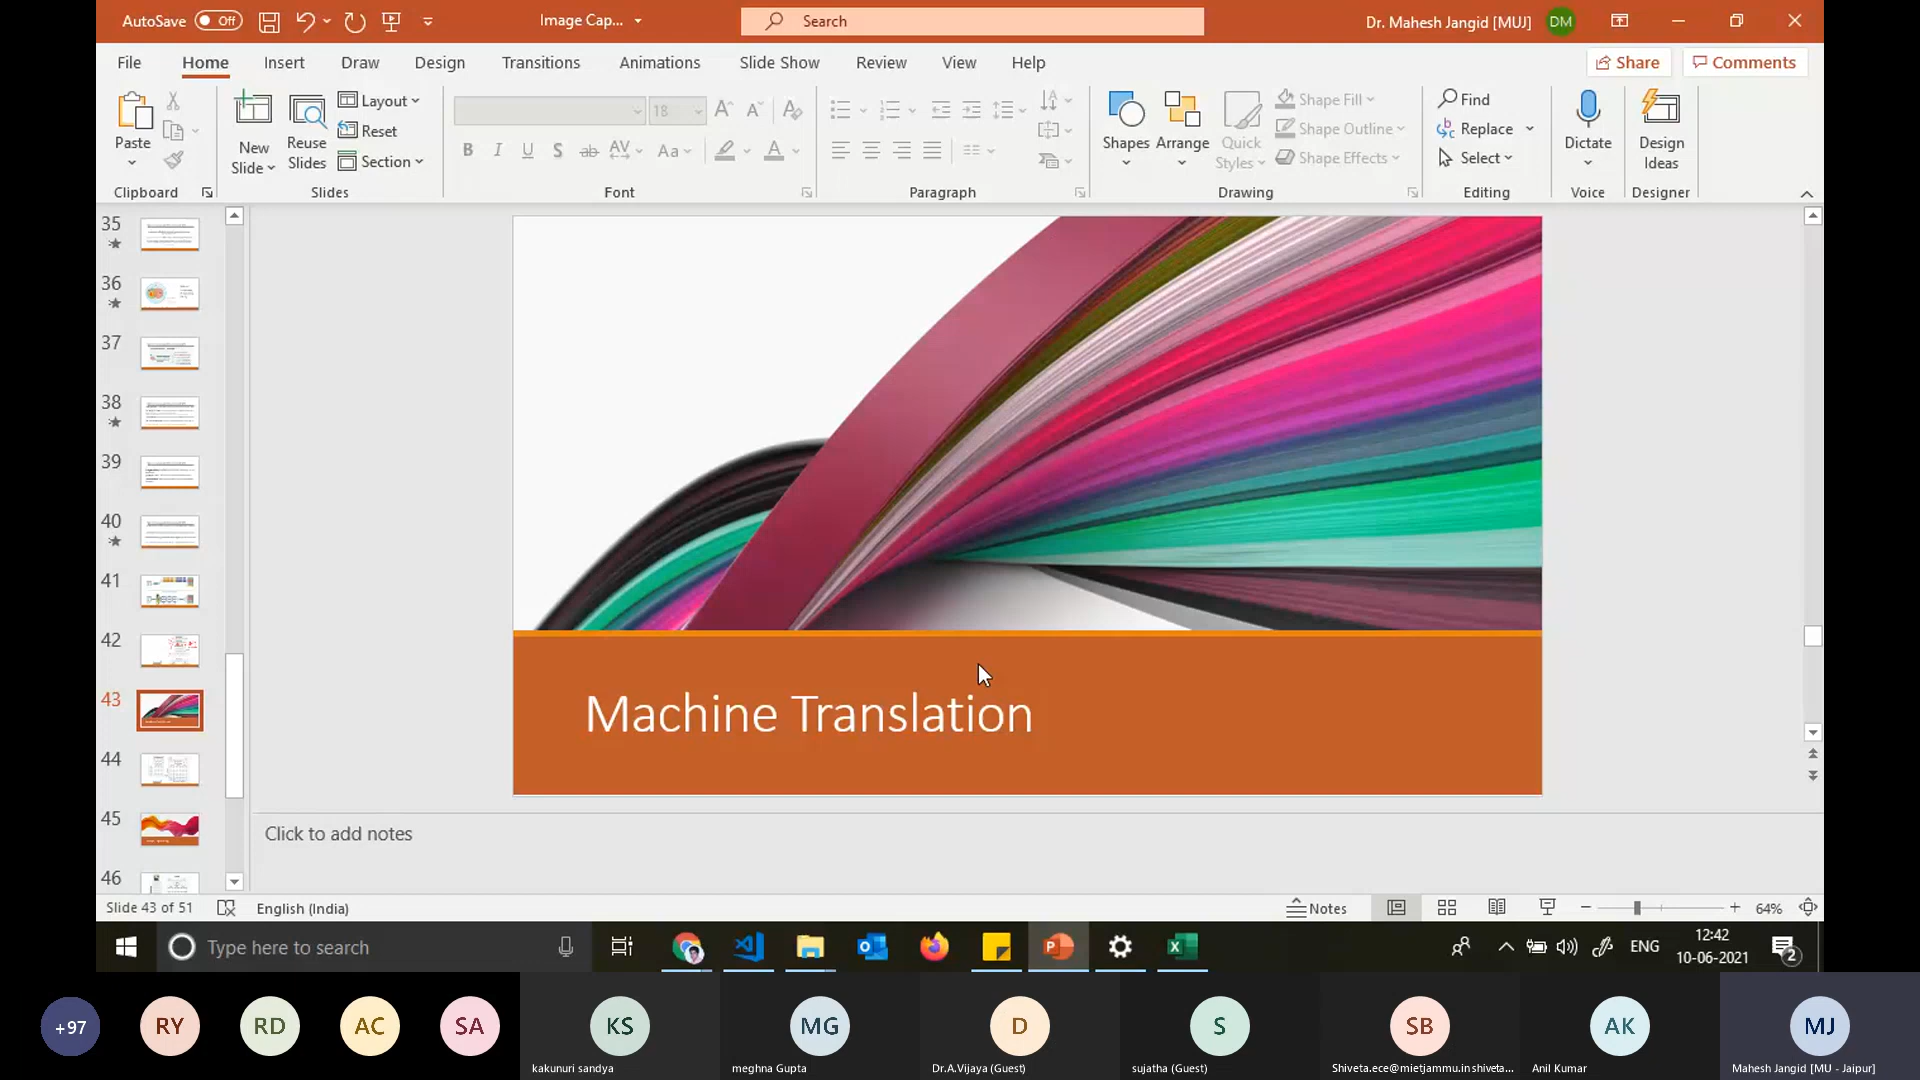 AutoSave Off Image Cap... Search Dr. Mahesh Jangid [MUJ] DM
File Home Insert Draw Design Transitions Animations Slide Show Review View Help Share Comments
Paste
Clipboard
New Slide
Reuse Slides
Layout
Reset
Section
Slides
18
B I U S ab AV Aa A
Font
Paragraph
Shapes
Arrange
Quick Styles
Shape Fill
Shape Outline
Shape Effects
Drawing
Find
Replace
Select
Editing
Dictate
Voice
Design Ideas
Designer
35
36
37
38
39
40
41
42
43
44
45
46
Machine Translation
Click to add notes
Slide 43 of 51 English (India) Notes 64%
Type here to search ENG 12:42
10-06-2021 2
+97 RY RD AC SA KS MG D S SB AK MJ
kakunuri sandya meghna Gupta Dr.A.Vijaya (Guest) sujatha (Guest) Shiveta.ece@mietjammu.in shiveta... Anil Kumar Mahesh Jangid [MU - Jaipur]